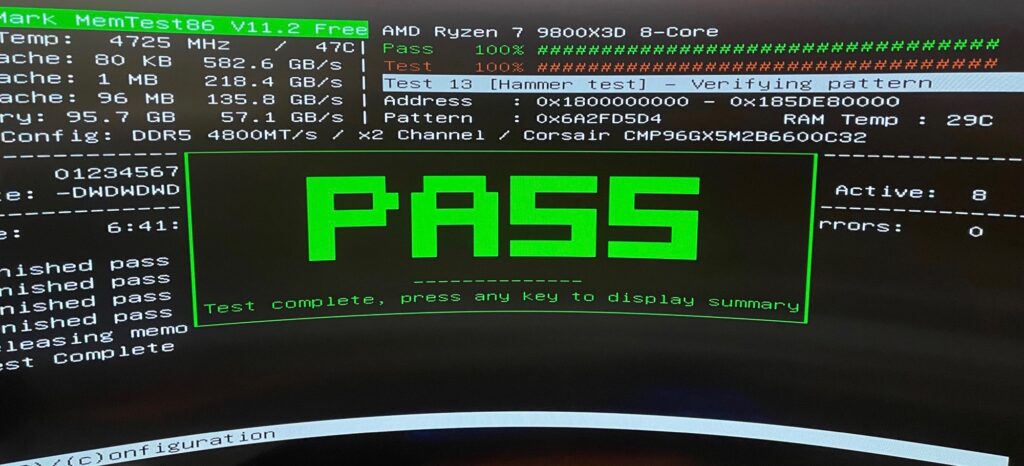 Mark MemTest86 V11.2 Free
AMD Ryzen 7 9800X3D 8-Core
Temp: 4725 MHz / 47C|
Pass 100% ########################################
ache: 80 KB 582.6 GB/s |
Test 100% ########################################
ache: 1 MB 218.4 GB/s |
Test 13 [Hammer test] - Verifying pattern
ache: 96 MB 135.8 GB/s |
Address : 0x1800000000 - 0x185DE80000
ry: 95.7 GB 57.1 GB/s |
Pattern : 0x6A2FD5D4 RAM Temp : 29C
Config: DDR5 4800MT/s / x2 Channel / Corsair CMP96GX5M2B6600C32
01234567
e: -DWDWDWD
Active: 8
e: 6:41:
rrors: 0
PASS
Test complete, press any key to display summary
nished pass
nished pass
nished pass
nished pass
leasing memo
est Complete
)/(c)onfiguration